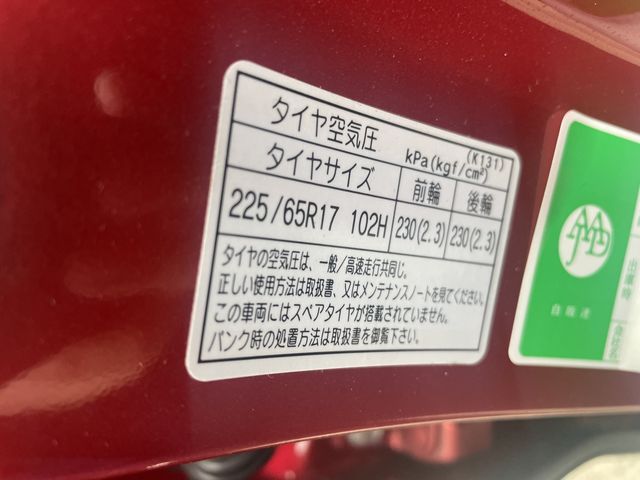 タイヤ空気圧
(K131)
kPa(kgf/cm²)
タイヤサイズ 前輪 後輪
225/65R17 102H 230(2.3) 230(2.3)
タイヤの空気圧は、一般/高速走行共同じ。
正しい使用方法は取扱書、又はメンテナンスノートを見てください。
この車両にはスペアタイヤが搭載されていません。
パンク時の処置方法は取扱書を御覧下さい。
出庫時